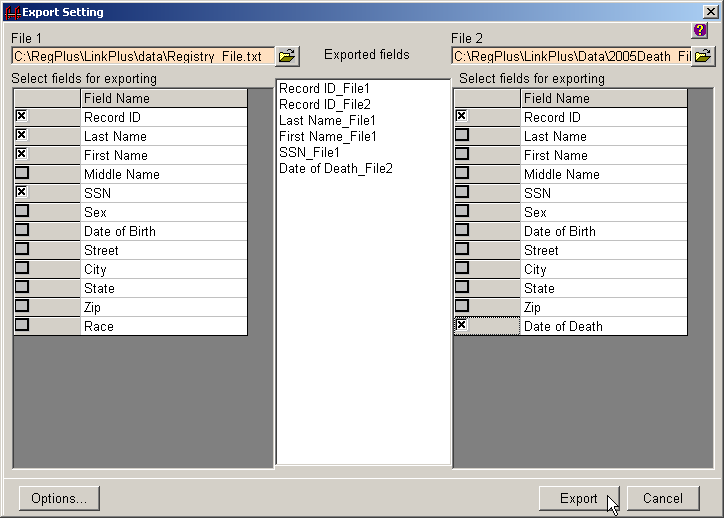 Export Setting
File 1
File 2
C:\RegPlus\LinkPlus\data\Registry_File.txt
Exported fields
C:\RegPlus\LinkPlus\Data\2005Death_Fil
Select fields for exporting
Select fields for exporting
Field Name
Record ID
Last Name
First Name
Middle Name
SSN
Sex
Date of Birth
Street
City
State
Zip
Race
Record ID_File1
Record ID_File2
Last Name_File1
First Name_File1
SSN_File1
Date of Death_File2
Field Name
Record ID
Last Name
First Name
Middle Name
SSN
Sex
Date of Birth
Street
City
State
Zip
Date of Death
Options...
Export
Cancel